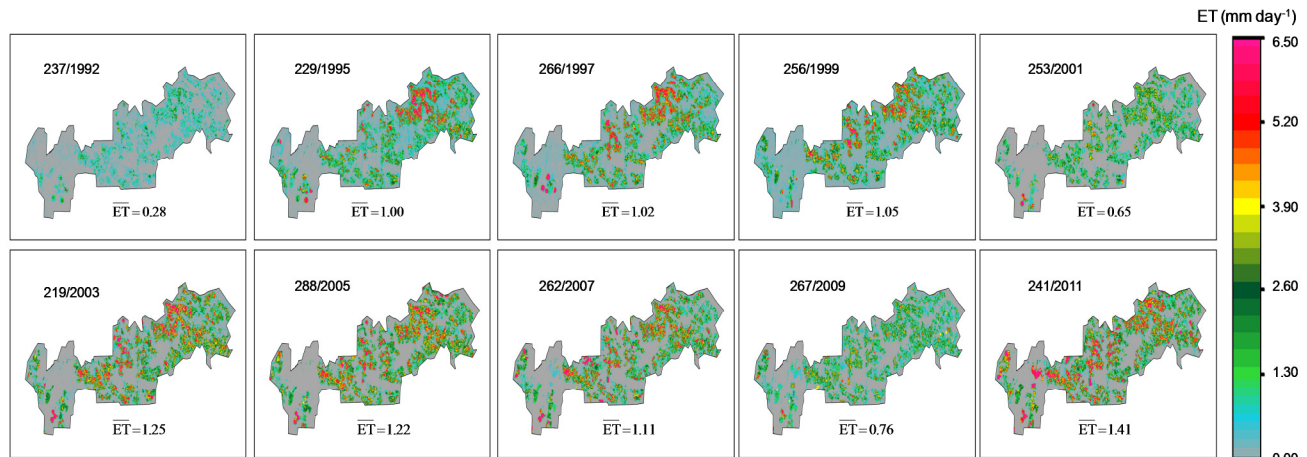 ET (mm day-1)
237/1992
229/1995
266/1997
256/1999
253/2001
ET=0.28
ET=1.00
ET=1.02
ET=1.05
ET=0.65
219/2003
288/2005
262/2007
267/2009
241/2011
ET=1.25
ET=1.22
ET=1.11
ET=0.76
ET=1.41
6.50
5.20
3.90
2.60
1.30